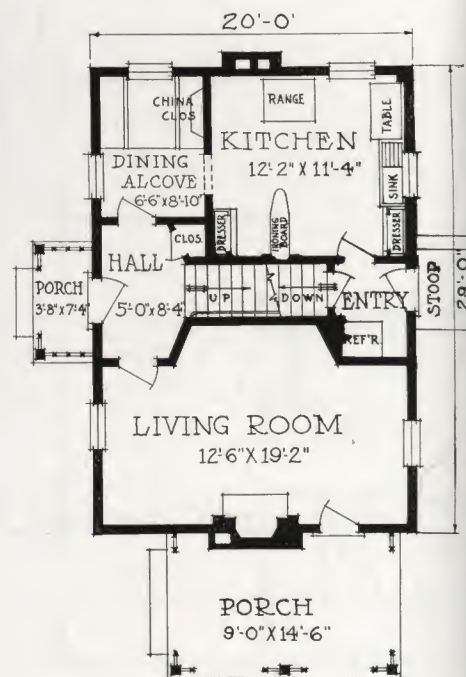 20'-0'
CHINA
CLOS
RANGE
TABLE
KITCHEN
12'-2" X 11'-4"
DINING
ALCOVE
6'-6"x8'-10"
SINK
DRESSER
IRONING
BOARD
DRESSER
CLOS.
HALL
PORCH
3'-8"x7'-4"
5'-0"x8'-4"
UP
DOWN
ENTRY
STOOP
29'-0"
REF'R.
LIVING ROOM
12'-6"X19'-2"
PORCH
9'-0"X14'-6"